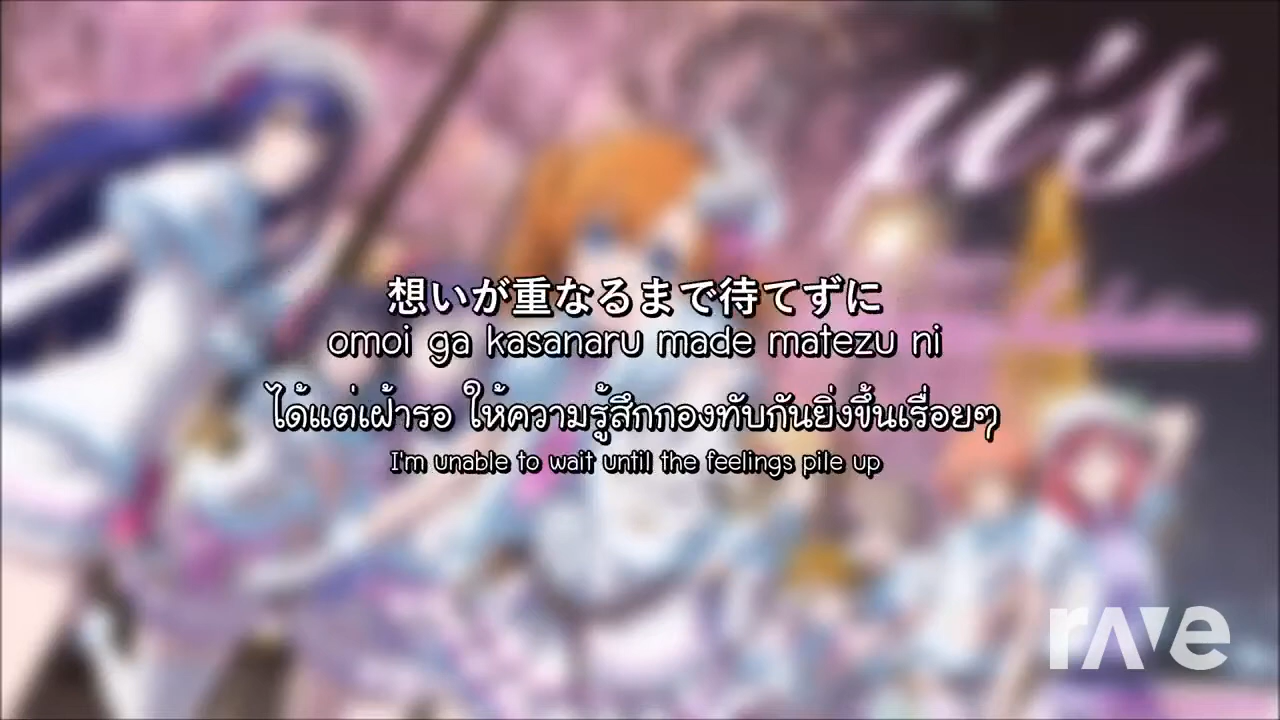 μ's
想いが重なるまで待てずに
omoi ga kasanaru made matezu ni
ได้แต่เฝ้ารอ ให้ความรู้สึกกองทับกันยิ่งขึ้นเรื่อยๆ
I'm unable to wait until the feelings pile up
rave